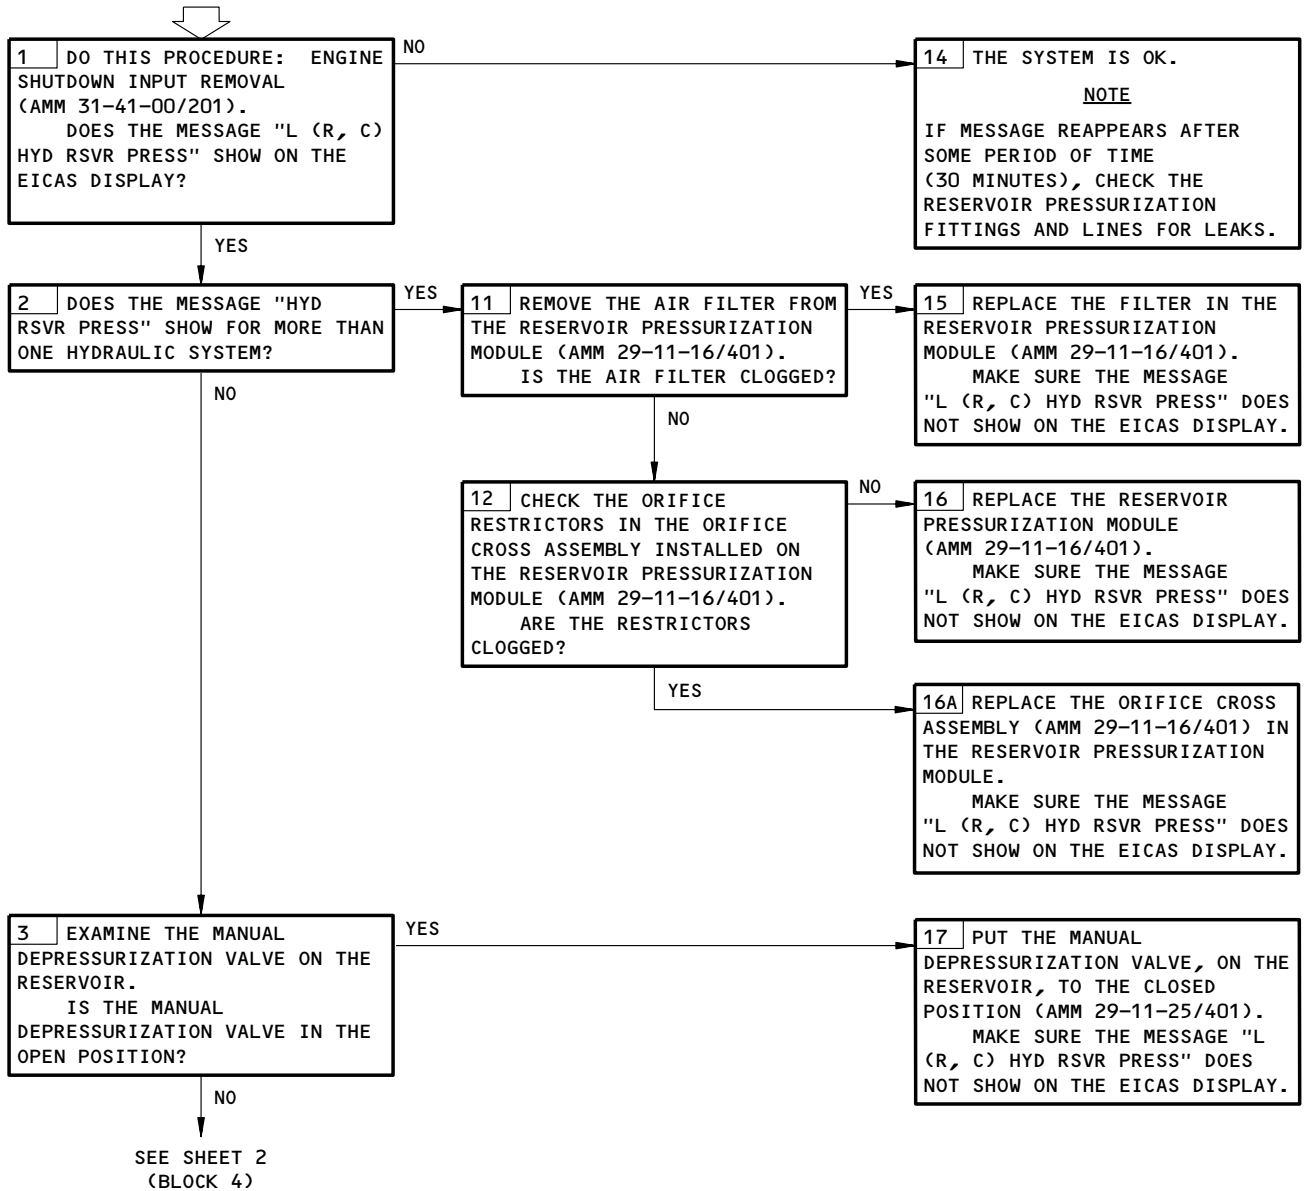 1 DO THIS PROCEDURE: ENGINE
SHUTDOWN INPUT REMOVAL
(AMM 31-41-00/201).
DOES THE MESSAGE "L (R, C)
HYD RSVR PRESS" SHOW ON THE
EICAS DISPLAY?
NO
14 THE SYSTEM IS OK.
NOTE
IF MESSAGE REAPPEARS AFTER
SOME PERIOD OF TIME
(30 MINUTES), CHECK THE
RESERVOIR PRESSURIZATION
FITTINGS AND LINES FOR LEAKS.
YES
2 DOES THE MESSAGE "HYD
RSVR PRESS" SHOW FOR MORE THAN
ONE HYDRAULIC SYSTEM?
YES
11 REMOVE THE AIR FILTER FROM
THE RESERVOIR PRESSURIZATION
MODULE (AMM 29-11-16/401).
IS THE AIR FILTER CLOGGED?
YES
15 REPLACE THE FILTER IN THE
RESERVOIR PRESSURIZATION
MODULE (AMM 29-11-16/401).
MAKE SURE THE MESSAGE
"L (R, C) HYD RSVR PRESS" DOES
NOT SHOW ON THE EICAS DISPLAY.
NO
NO
12 CHECK THE ORIFICE
RESTRICTORS IN THE ORIFICE
CROSS ASSEMBLY INSTALLED ON
THE RESERVOIR PRESSURIZATION
MODULE (AMM 29-11-16/401).
ARE THE RESTRICTORS
CLOGGED?
NO
16 REPLACE THE RESERVOIR
PRESSURIZATION MODULE
(AMM 29-11-16/401).
MAKE SURE THE MESSAGE
"L (R, C) HYD RSVR PRESS" DOES
NOT SHOW ON THE EICAS DISPLAY.
YES
16A REPLACE THE ORIFICE CROSS
ASSEMBLY (AMM 29-11-16/401) IN
THE RESERVOIR PRESSURIZATION
MODULE.
MAKE SURE THE MESSAGE
"L (R, C) HYD RSVR PRESS" DOES
NOT SHOW ON THE EICAS DISPLAY.
3 EXAMINE THE MANUAL
DEPRESSURIZATION VALVE ON THE
RESERVOIR.
IS THE MANUAL
DEPRESSURIZATION VALVE IN THE
OPEN POSITION?
YES
17 PUT THE MANUAL
DEPRESSURIZATION VALVE, ON THE
RESERVOIR, TO THE CLOSED
POSITION (AMM 29-11-25/401).
MAKE SURE THE MESSAGE "L
(R, C) HYD RSVR PRESS" DOES
NOT SHOW ON THE EICAS DISPLAY.
NO
SEE SHEET 2
(BLOCK 4)